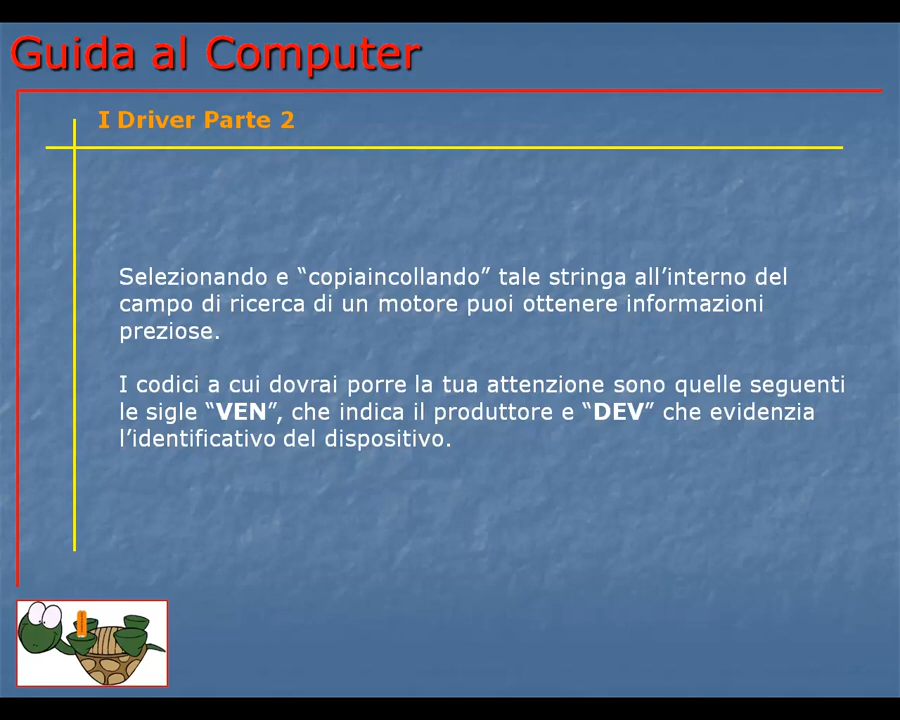 Guida al Computer
I Driver Parte 2
Selezionando e “copiaincollando” tale stringa all’interno del
campo di ricerca di un motore puoi ottenere informazioni
preziose.
I codici a cui dovrai porre la tua attenzione sono quelle seguenti
le sigle “VEN”, che indica il produttore e “DEV” che evidenzia
l’identificativo del dispositivo.